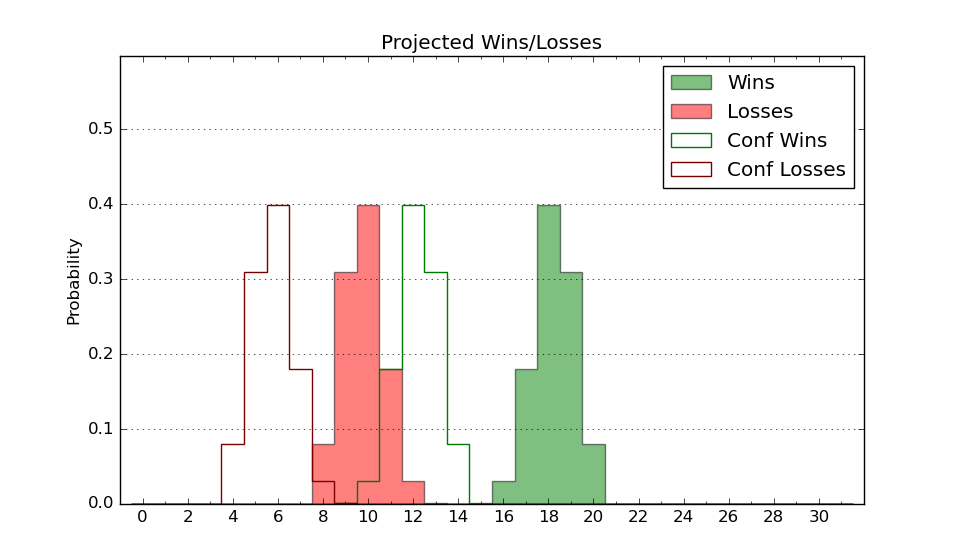 Projected Wins/Losses
Wins
Losses
Conf Wins
Conf Losses
Probability
0.5
0.4
0.3
0.2
0.1
0.0
0 2 4 6 8 10 12 14 16 18 20 22 24 26 28 30